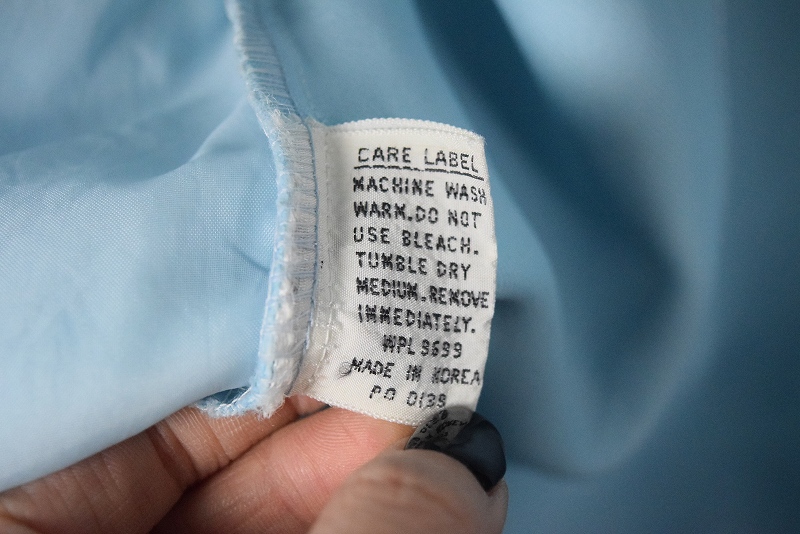 CARE LABEL
MACHINE WASH
WARM.DO NOT
USE BLEACH.
TUMBLE DRY
MEDIUM.REMOVE
IMMEDIATELY.
WPL 9699
MADE IN KOREA
PO 0139